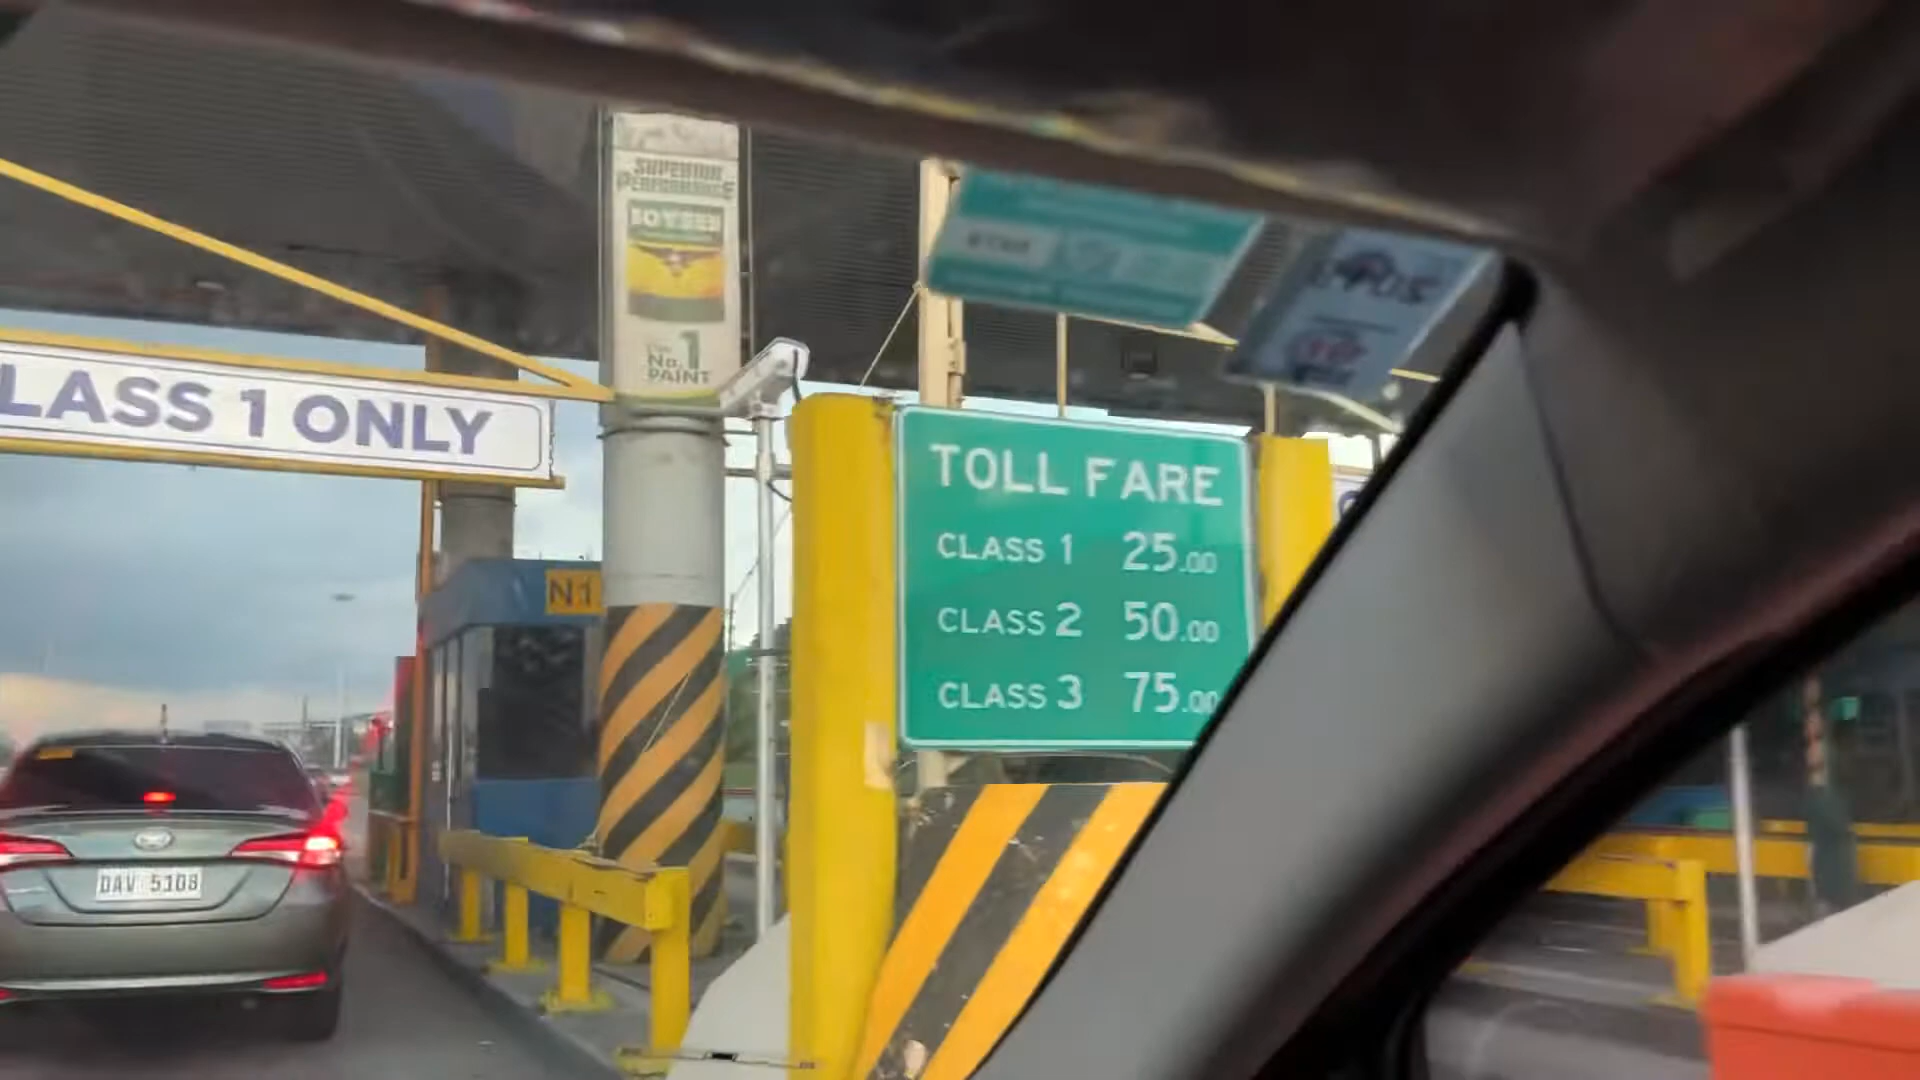 SUPERIOR
PERFORMANCE
BOYSEN
No.1
PAINT
LASS 1 ONLY
N1
TOLL FARE
CLASS 1 25.00
CLASS 2 50.00
CLASS 3 75.00
DAV 5108